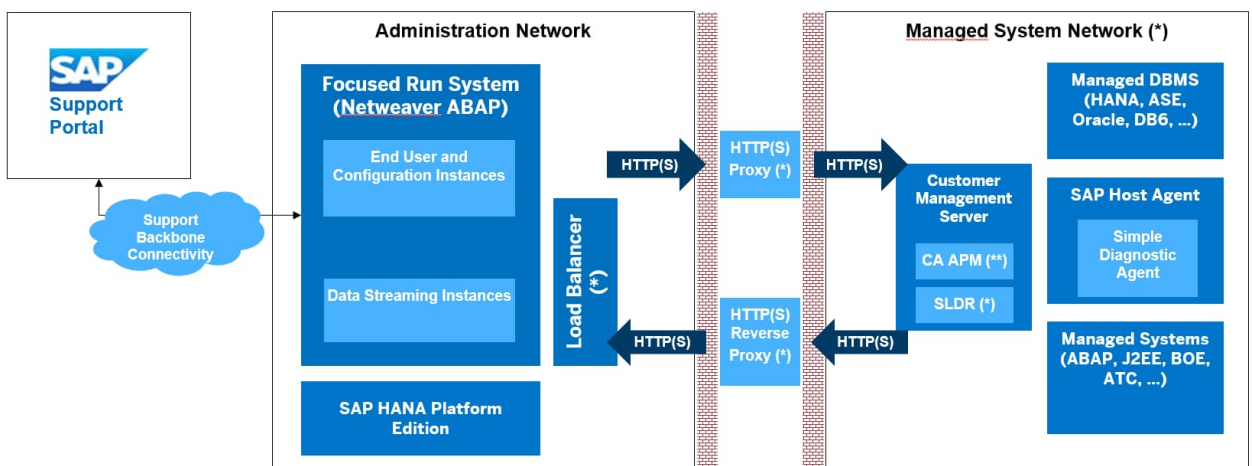 SAP
Support
Portal
Support
Backbone
Connectivity
Administration Network
Focused Run System
(Netweaver ABAP)
End User and
Configuration Instances
Data Streaming Instances
Load Balancer
(*)
SAP HANA Platform
Edition
HTTP(S)
HTTP(S)
Proxy (*)
HTTP(S)
HTTP(S)
HTTP(S)
Reverse
Proxy (*)
HTTP(S)
Managed System Network (*)
Customer
Management
Server
CA APM (**)
SLDR (*)
Managed DBMS
(HANA, ASE,
Oracle, DB6, ...)
SAP Host Agent
Simple
Diagnostic
Agent
Managed Systems
(ABAP, J2EE, BOE,
ATC, ...)